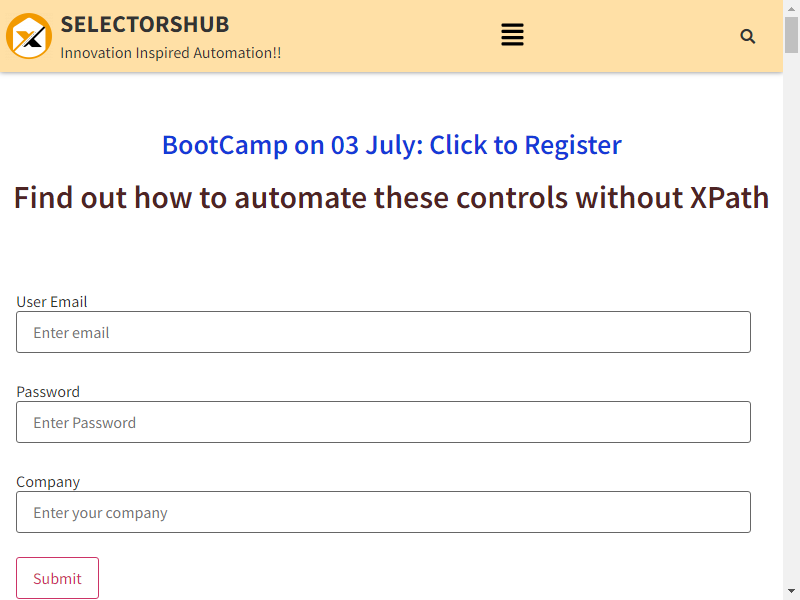 SELECTORSHUB
Innovation Inspired Automation!!
BootCamp on 03 July: Click to Register
Find out how to automate these controls without XPath
User Email
Enter email
Password
Enter Password
Company
Enter your company
Submit